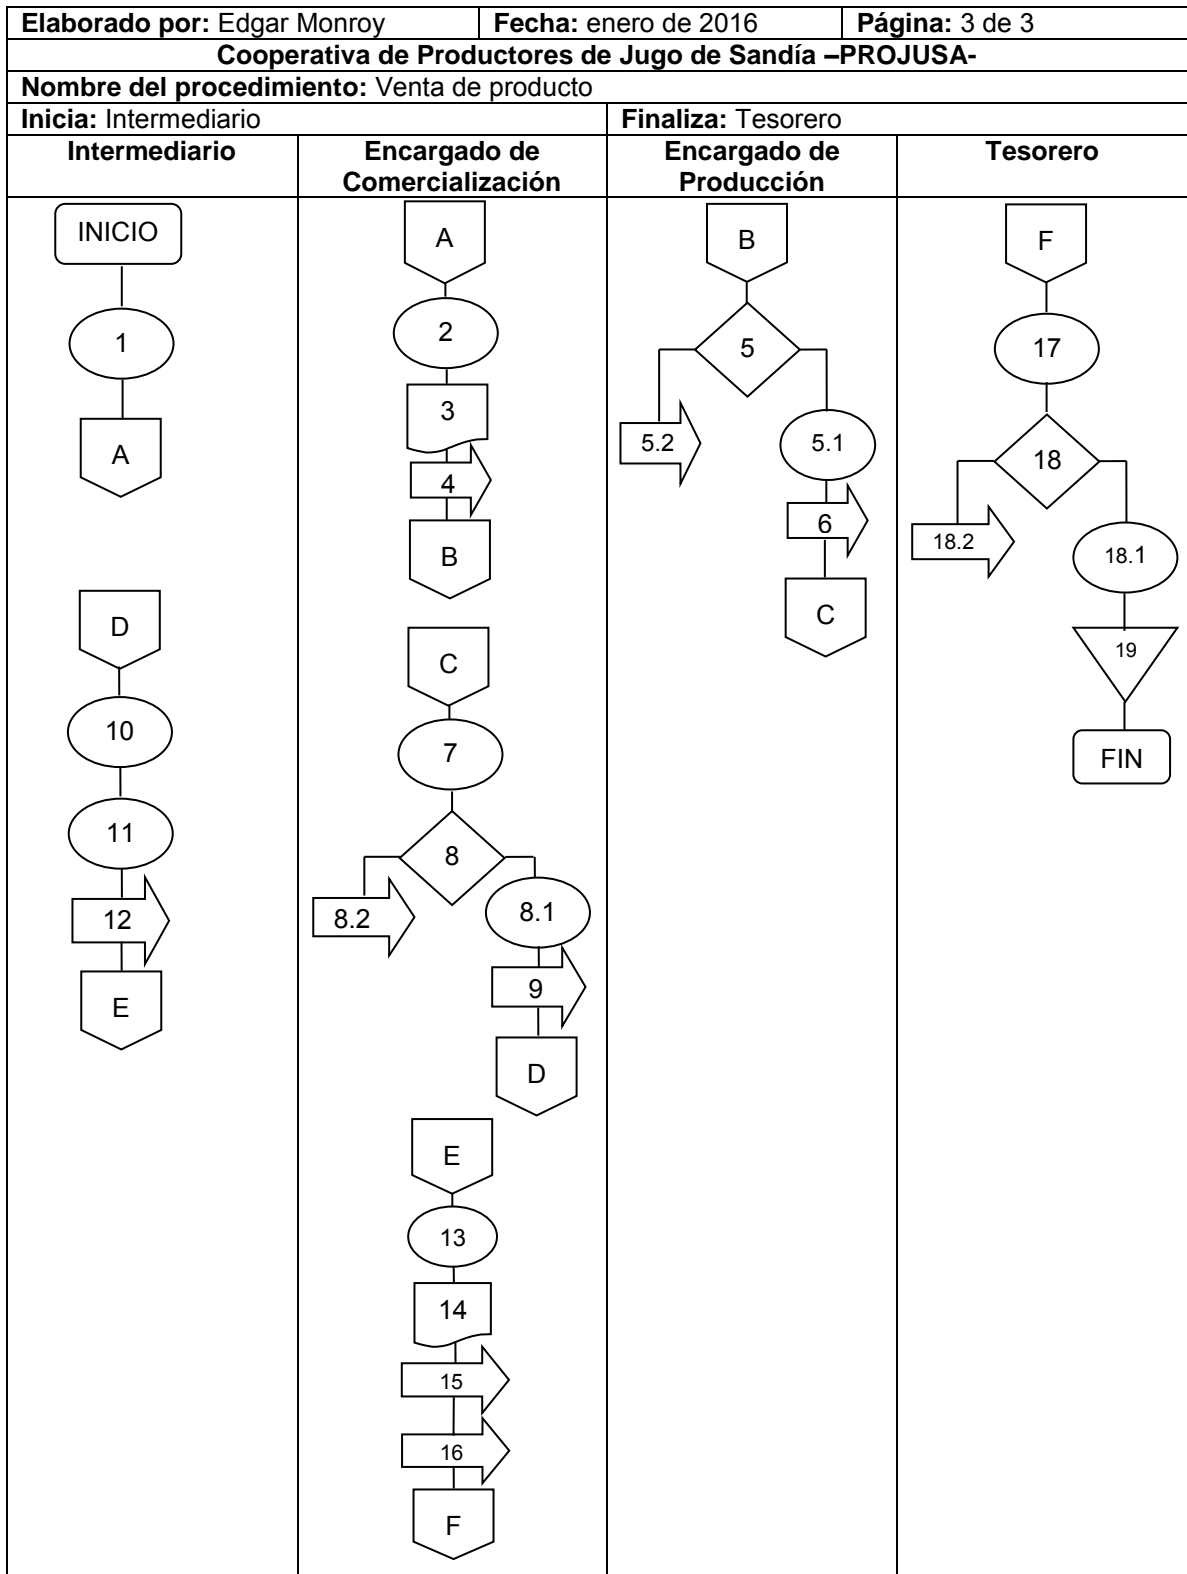 Elaborado por: Edgar Monroy Fecha: enero de 2016 Página: 3 de 3
Cooperativa de Productores de Jugo de Sandía –PROJUSA-
Nombre del procedimiento: Venta de producto
Inicia: Intermediario Finaliza: Tesorero
Intermediario
Encargado de
Comercialización
Encargado de
Producción
Tesorero
INICIO
1
A
D
10
11
12
E
A
2
3
4
B
C
7
8
8.2
8.1
9
D
E
13
14
15
16
F
B
5
5.2
5.1
6
C
F
17
18
18.2
18.1
19
FIN